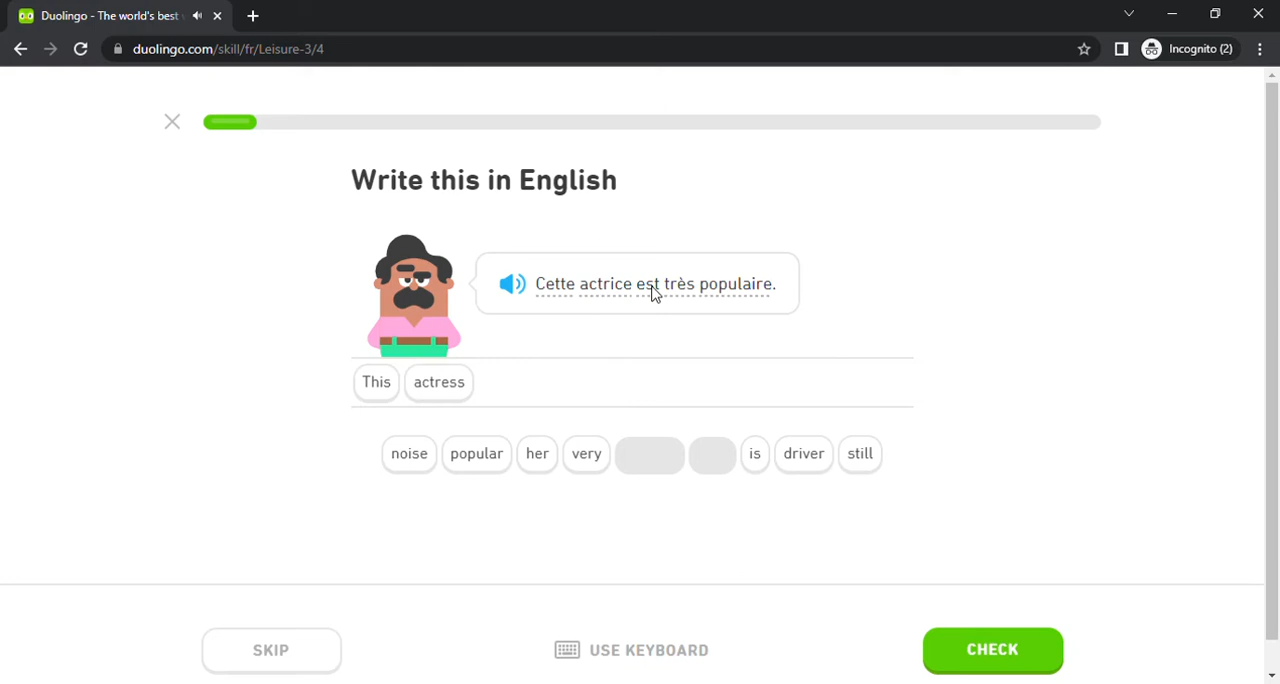 Duolingo - The world's best
duolingo.com/skill/fr/Leisure-3/4
Incognito (2)
Write this in English
Cette actrice est très populaire.
This actress
noise popular her very is driver still
SKIP USE KEYBOARD CHECK